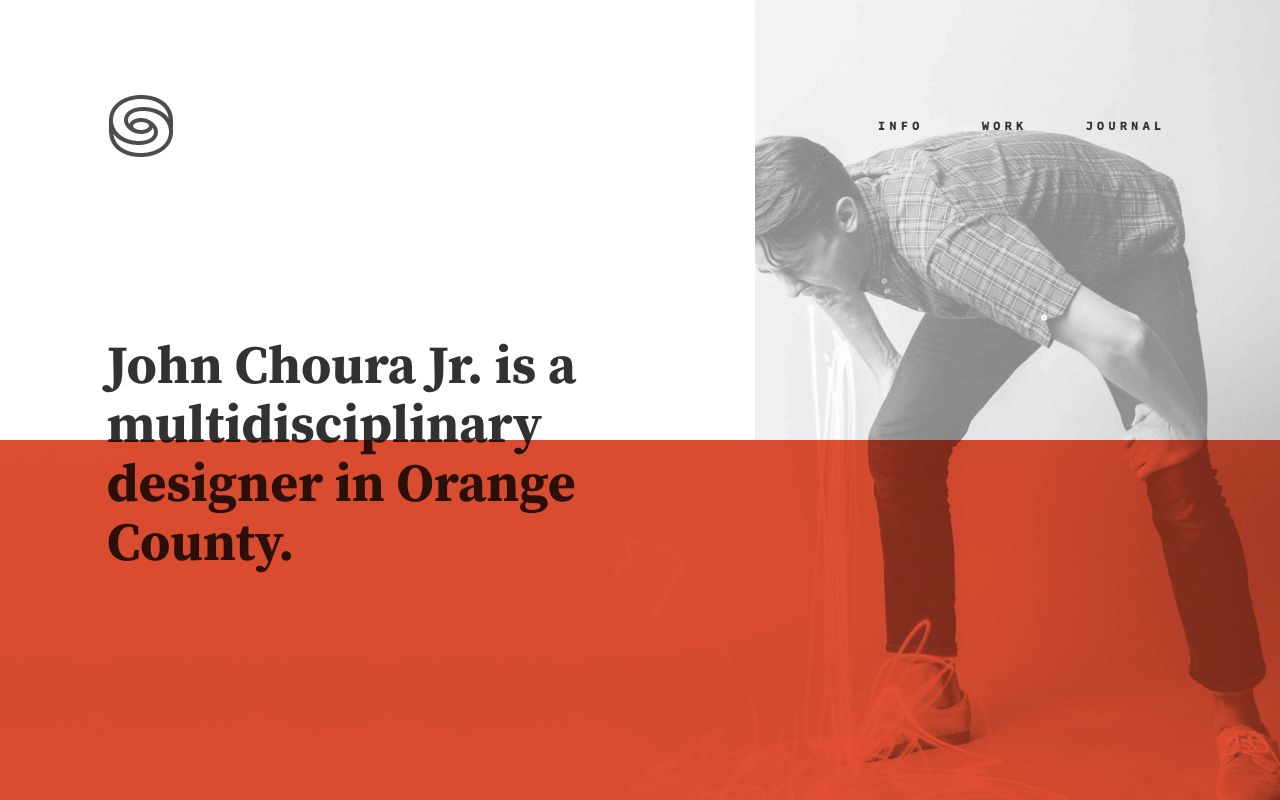 INFO WORK JOURNAL
John Choura Jr. is a
multidisciplinary
designer in Orange
County.